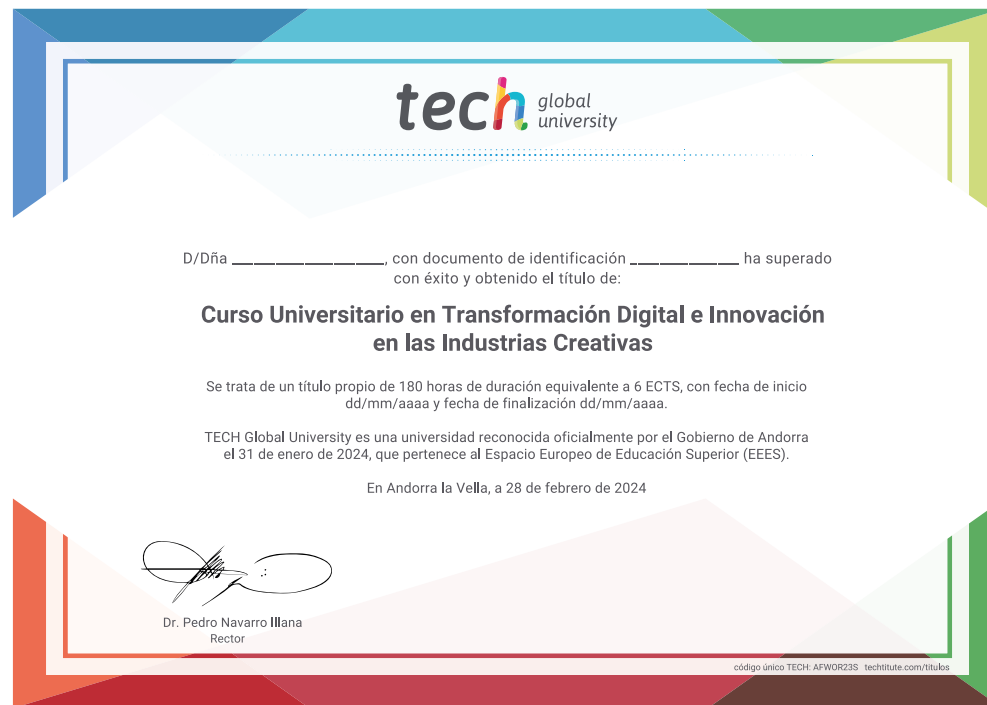 tech global university
D/Dña ______________, con documento de identificación __________ ha superado
con éxito y obtenido el título de:
Curso Universitario en Transformación Digital e Innovación
en las Industrias Creativas
Se trata de un título propio de 180 horas de duración equivalente a 6 ECTS, con fecha de inicio
dd/mm/aaaa y fecha de finalización dd/mm/aaaa.
TECH Global University es una universidad reconocida oficialmente por el Gobierno de Andorra
el 31 de enero de 2024, que pertenece al Espacio Europeo de Educación Superior (EEES).
En Andorra la Vella, a 28 de febrero de 2024
Dr. Pedro Navarro Illana
Rector
código único TECH: AFWOR23S techtitute.com/titulos